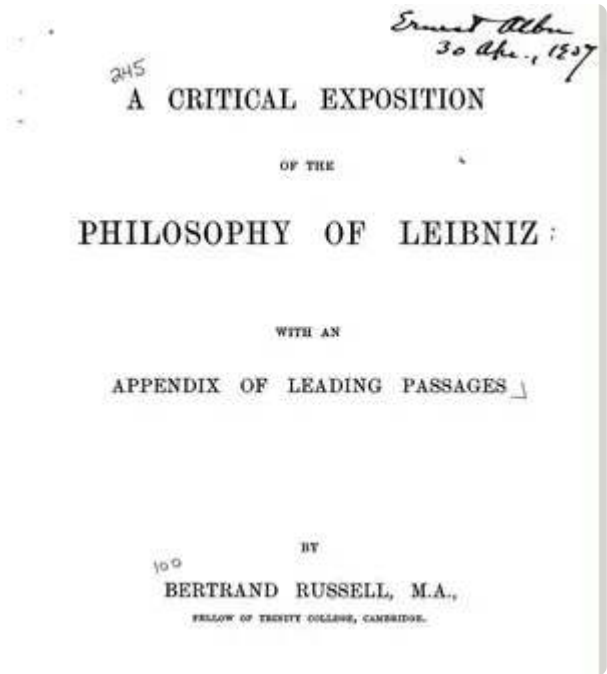 Ernest Albee
30 Apr., 1907
245
A CRITICAL EXPOSITION
OF THE
PHILOSOPHY OF LEIBNIZ :
WITH AN
APPENDIX OF LEADING PASSAGES
BY
100
BERTRAND RUSSELL, M.A.,
FELLOW OF TRINITY COLLEGE, CAMBRIDGE.